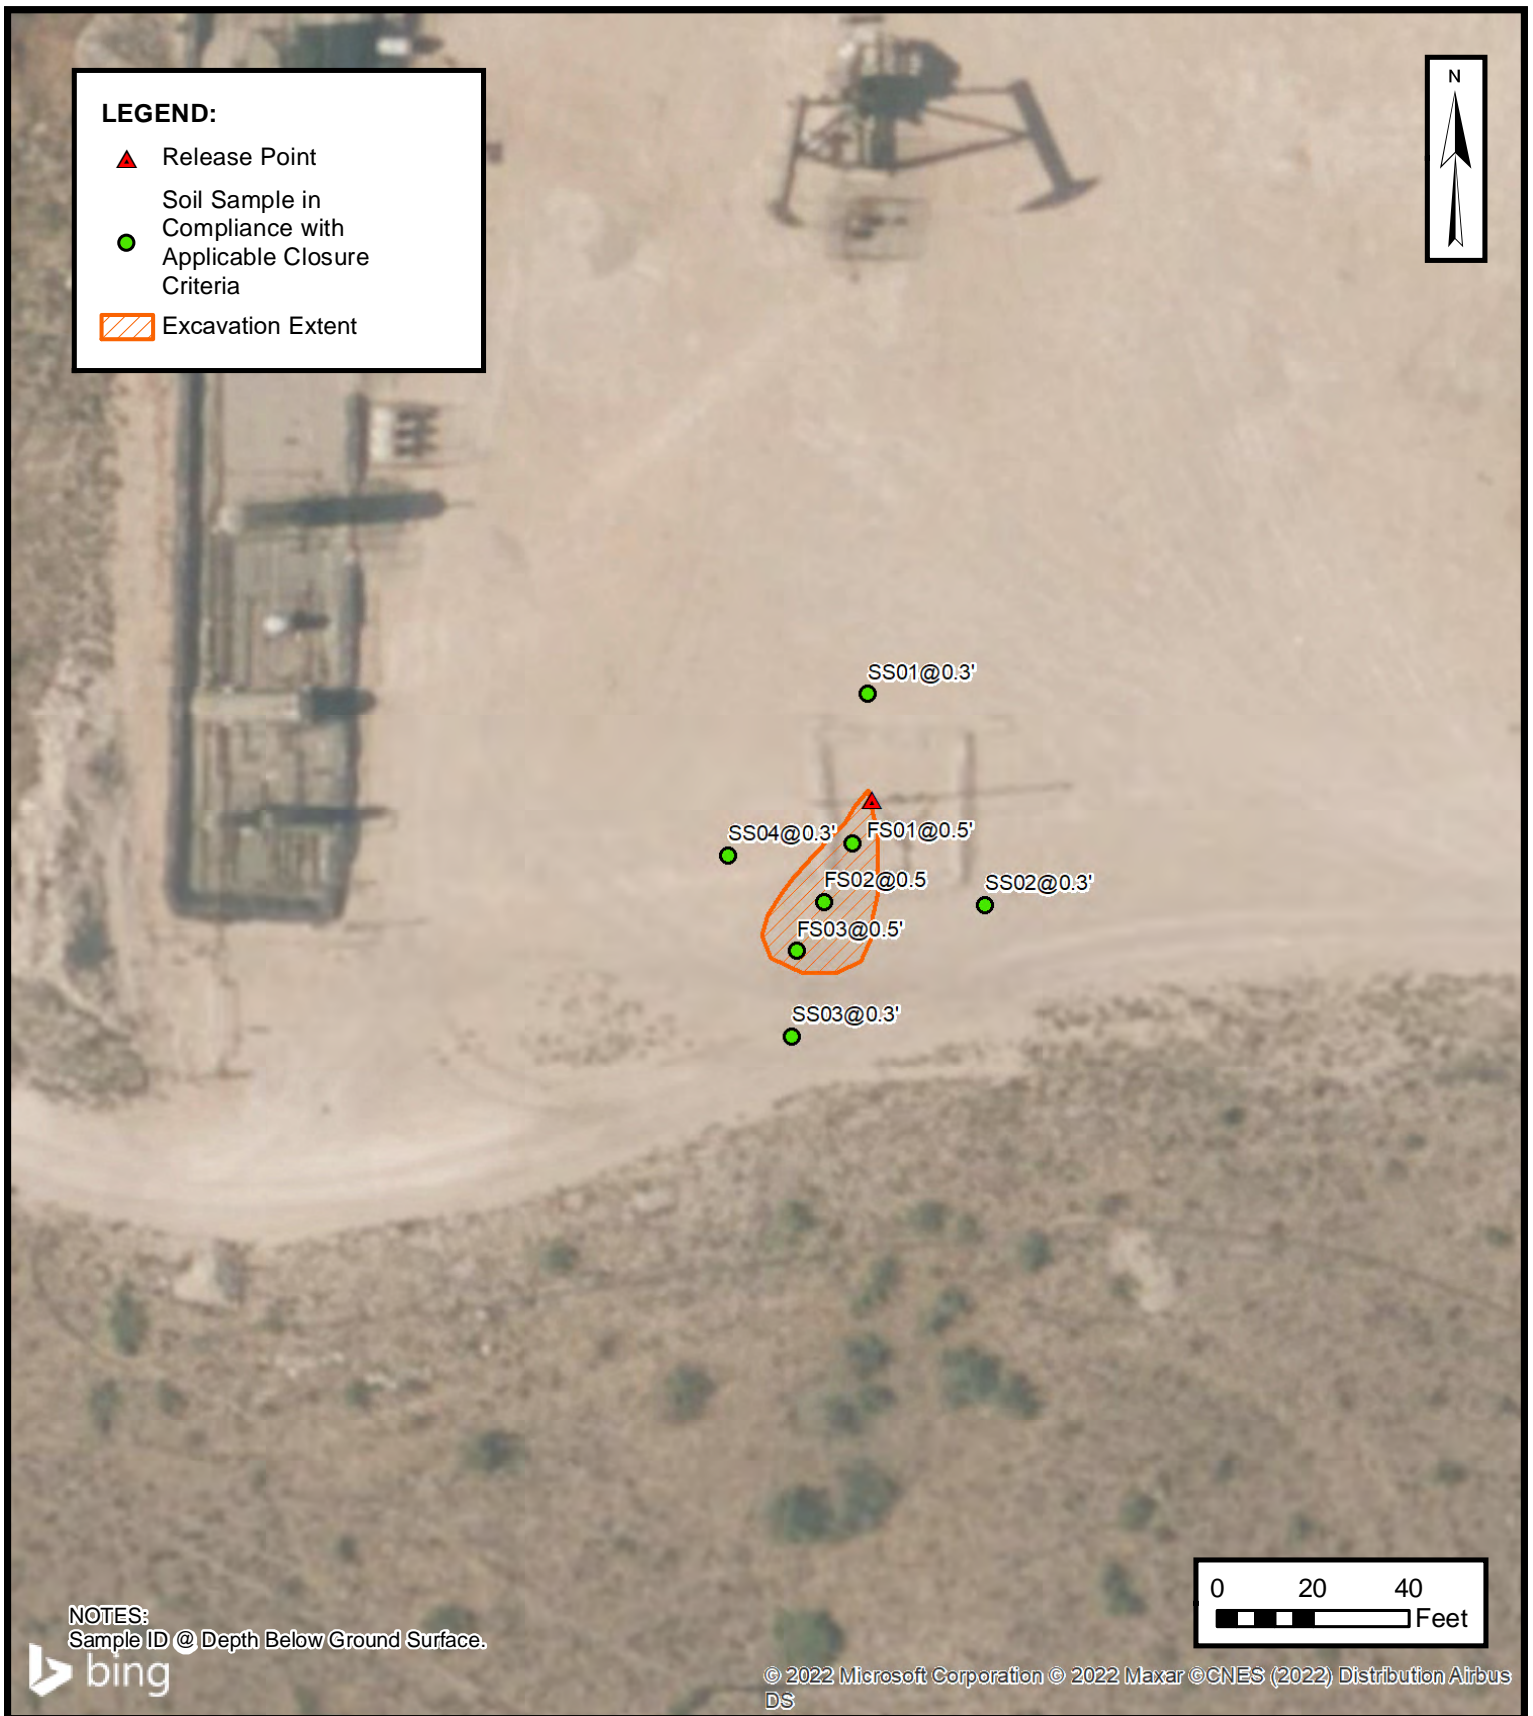 LEGEND:
Release Point
Soil Sample in
Compliance with
Applicable Closure
Criteria
Excavation Extent
N
SS01@0.3'
SS04@0.3'
FS01@0.5'
FS02@0.5
SS02@0.3'
FS03@0.5'
SS03@0.3'
0 20 40
Feet
NOTES:
Sample ID @ Depth Below Ground Surface.
bing
© 2022 Microsoft Corporation © 2022 Maxar ©CNES (2022) Distribution Airbus
DS